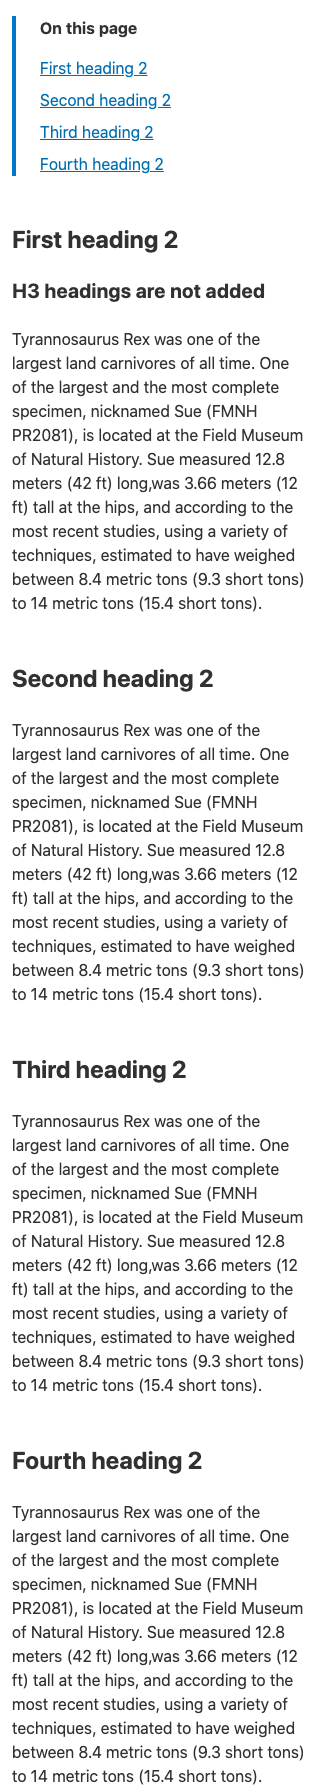 On this page
First heading 2
Second heading 2
Third heading 2
Fourth heading 2
First heading 2
H3 headings are not added
Tyrannosaurus Rex was one of the
largest land carnivores of all time. One
of the largest and the most complete
specimen, nicknamed Sue (FMNH
PR2081), is located at the Field Museum
of Natural History. Sue measured 12.8
meters (42 ft) long,was 3.66 meters (12
ft) tall at the hips, and according to the
most recent studies, using a variety of
techniques, estimated to have weighed
between 8.4 metric tons (9.3 short tons)
to 14 metric tons (15.4 short tons).
Second heading 2
Tyrannosaurus Rex was one of the
largest land carnivores of all time. One
of the largest and the most complete
specimen, nicknamed Sue (FMNH
PR2081), is located at the Field Museum
of Natural History. Sue measured 12.8
meters (42 ft) long,was 3.66 meters (12
ft) tall at the hips, and according to the
most recent studies, using a variety of
techniques, estimated to have weighed
between 8.4 metric tons (9.3 short tons)
to 14 metric tons (15.4 short tons).
Third heading 2
Tyrannosaurus Rex was one of the
largest land carnivores of all time. One
of the largest and the most complete
specimen, nicknamed Sue (FMNH
PR2081), is located at the Field Museum
of Natural History. Sue measured 12.8
meters (42 ft) long,was 3.66 meters (12
ft) tall at the hips, and according to the
most recent studies, using a variety of
techniques, estimated to have weighed
between 8.4 metric tons (9.3 short tons)
to 14 metric tons (15.4 short tons).
Fourth heading 2
Tyrannosaurus Rex was one of the
largest land carnivores of all time. One
of the largest and the most complete
specimen, nicknamed Sue (FMNH
PR2081), is located at the Field Museum
of Natural History. Sue measured 12.8
meters (42 ft) long,was 3.66 meters (12
ft) tall at the hips, and according to the
most recent studies, using a variety of
techniques, estimated to have weighed
between 8.4 metric tons (9.3 short tons)
to 14 metric tons (15.4 short tons).